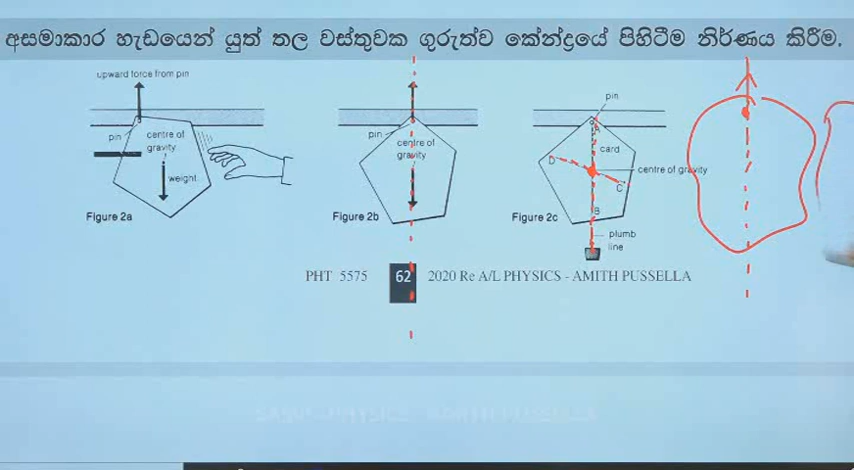 අසමාකාර හැඩයෙන් යුත් තල වස්තුවක ගුරුත්ව කේන්ද්‍රයේ පිහිටීම නිර්ණය කිරීම.
upward force from pin
pin
centre of
gravity
weight
Figure 2a
pin
centre of
gravity
Figure 2b
pin
A
card
D
centre of gravity
C
B
plumb
line
Figure 2c
PHT 5575 62 2020 Re A/L PHYSICS - AMITH PUSSELLA